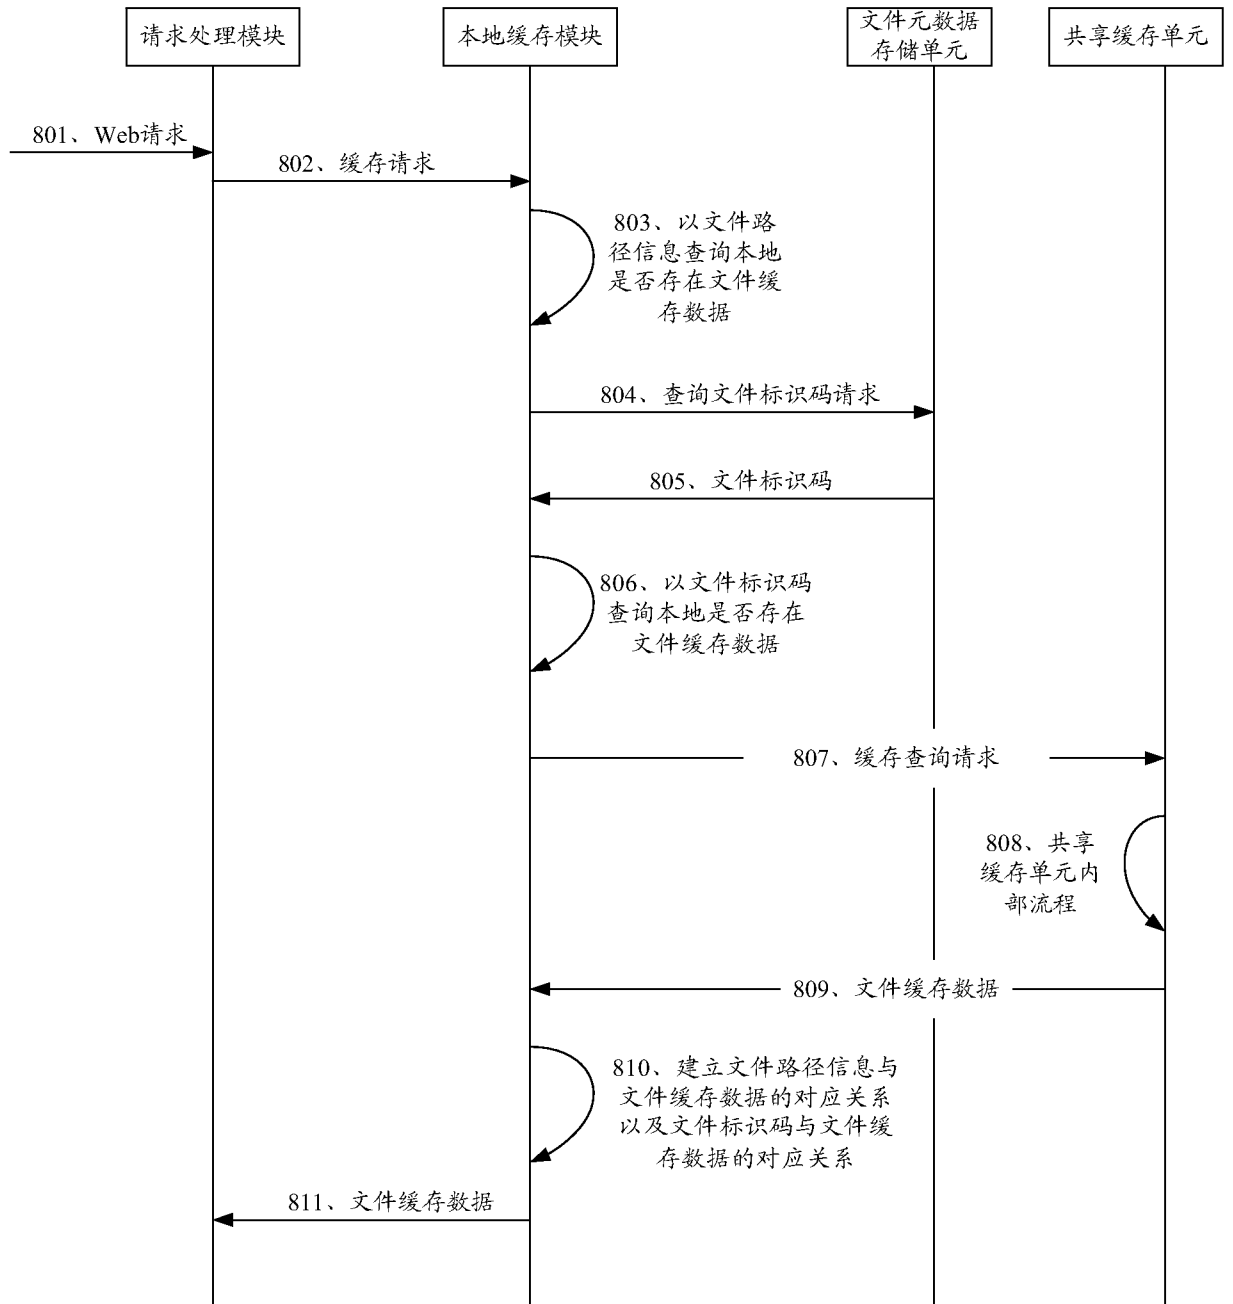 请求处理模块
本地缓存模块
文件元数据
存储单元
共享缓存单元
801、Web请求
802、缓存请求
803、以文件路
径信息查询本地
是否存在文件缓
存数据
804、查询文件标识码请求
805、文件标识码
806、以文件标识码
查询本地是否存在
文件缓存数据
807、缓存查询请求
808、共享
缓存单元内
部流程
809、文件缓存数据
810、建立文件路径信息与
文件缓存数据的对应关系
以及文件标识码与文件缓
存数据的对应关系
811、文件缓存数据